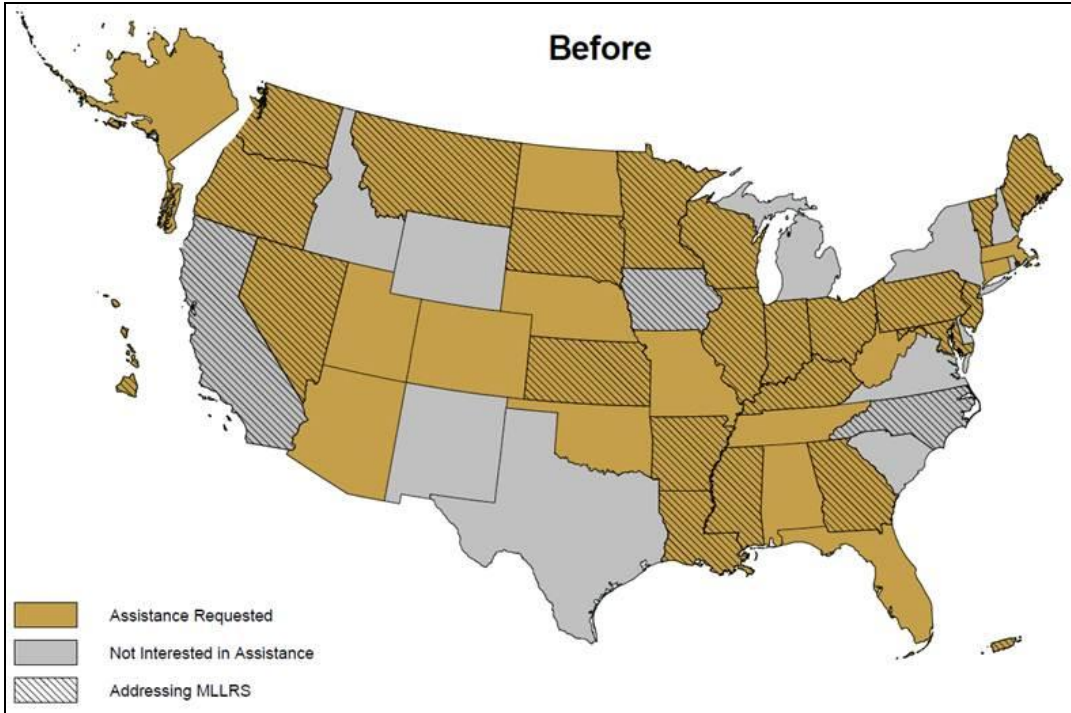 Before
Assistance Requested
Not Interested in Assistance
Addressing MLLRS